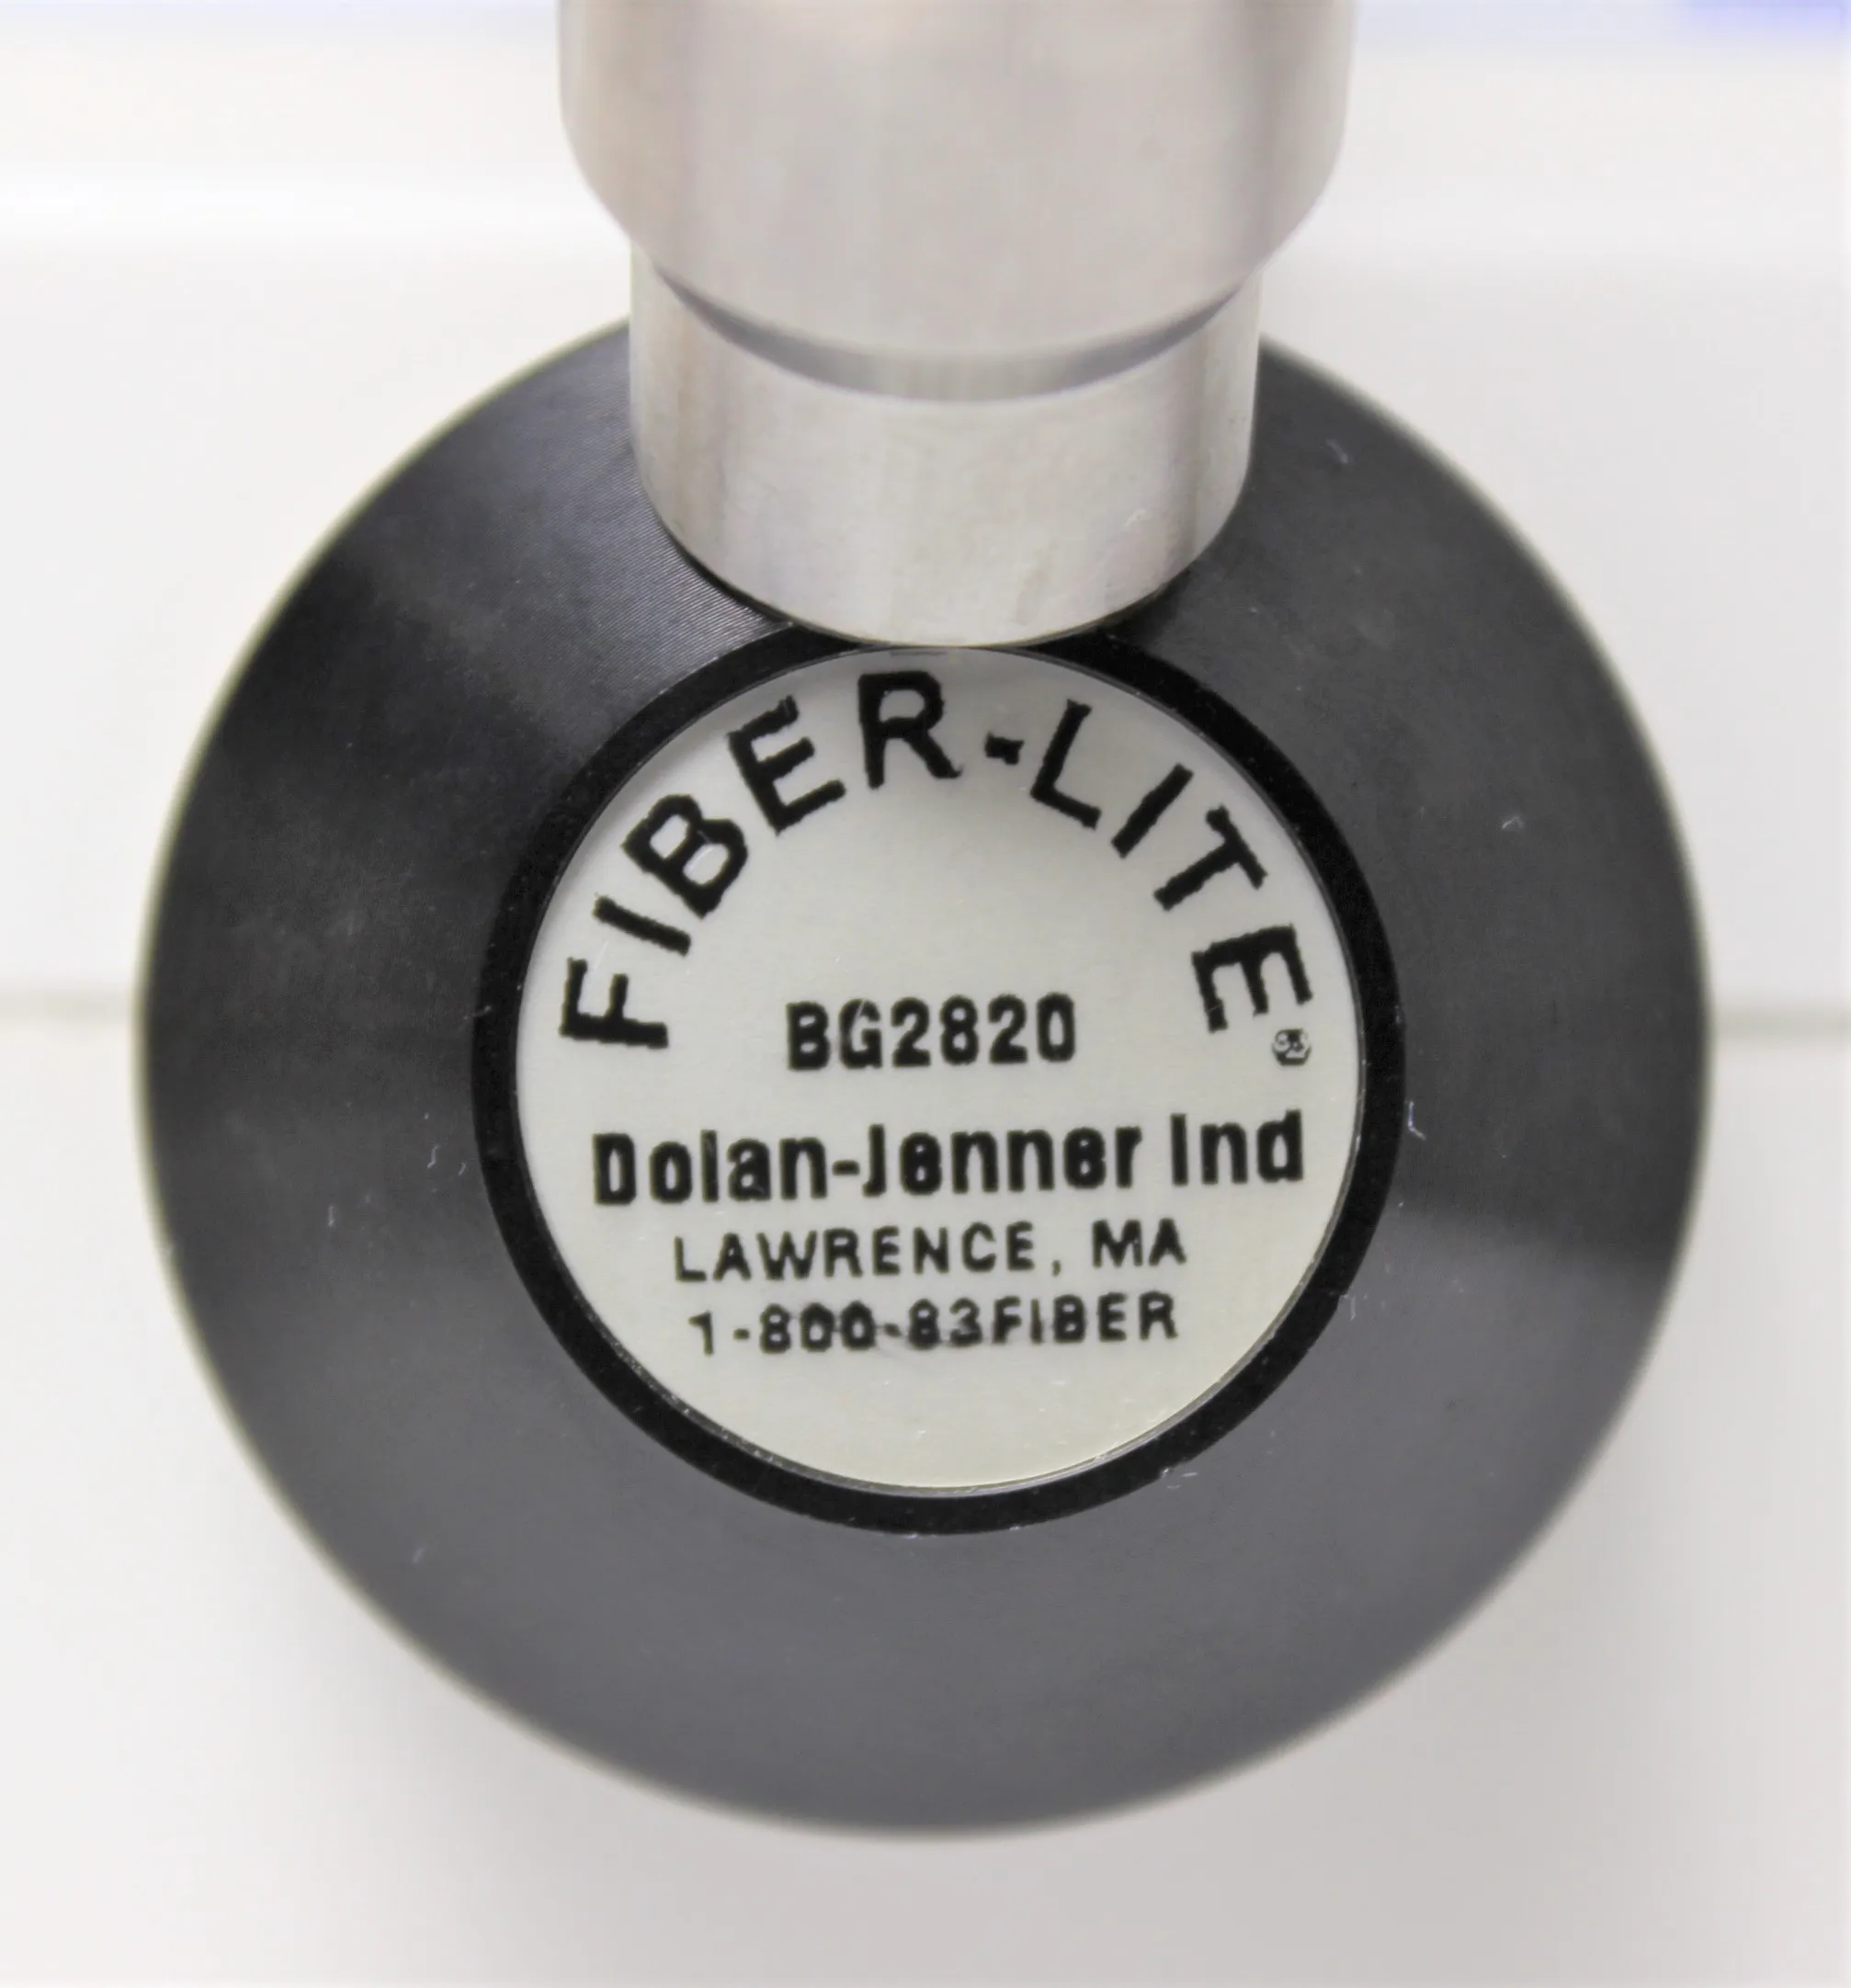 FIBER-LITE®
BG2820
Dolan-Jenner Ind
LAWRENCE, MA
1-800-83FIBER